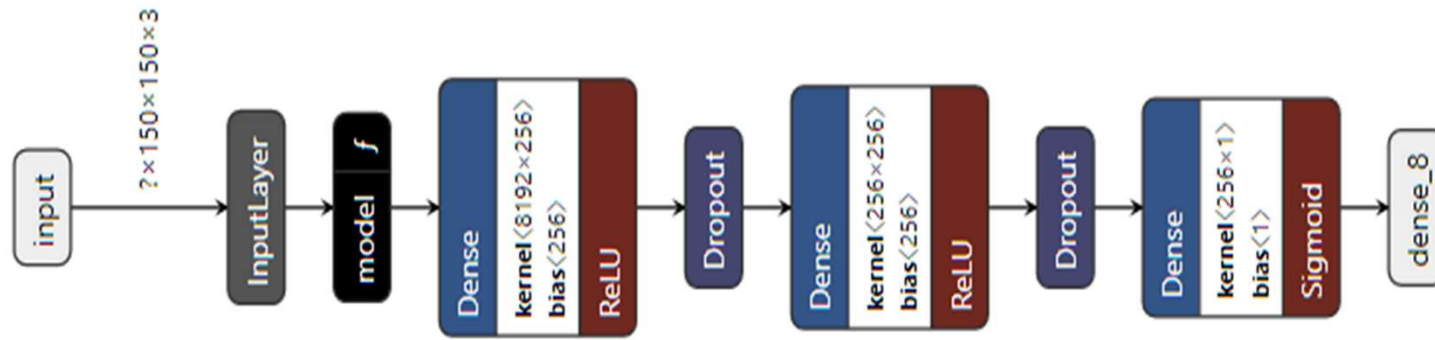 input
?×150×150×3
InputLayer
model f
Dense
kernel⟨8192×256⟩
bias⟨256⟩
ReLU
Dropout
Dense
kernel⟨256×256⟩
bias⟨256⟩
ReLU
Dropout
Dense
kernel⟨256×1⟩
bias⟨1⟩
Sigmoid
dense_8